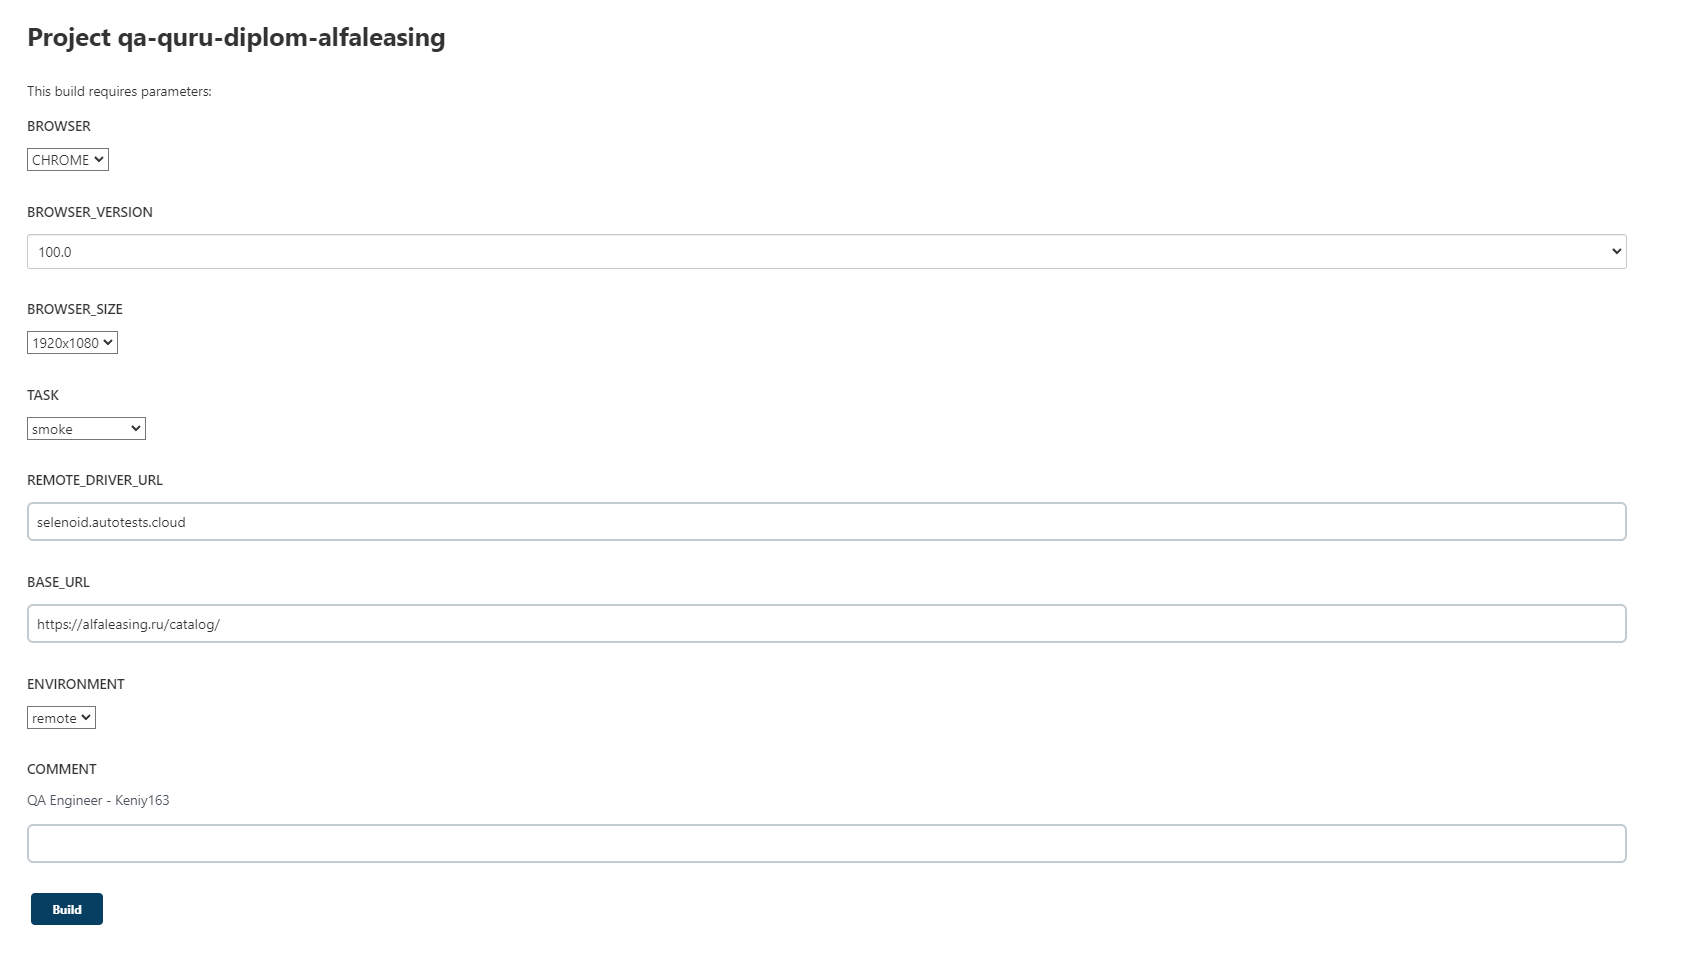 Project qa-quru-diplom-alfaleasing
This build requires parameters:
BROWSER
CHROME
BROWSER_VERSION
100.0
BROWSER_SIZE
1920x1080
TASK
smoke
REMOTE_DRIVER_URL
selenoid.autotests.cloud
BASE_URL
https://alfaleasing.ru/catalog/
ENVIRONMENT
remote
COMMENT
QA Engineer - Keniy163
Build